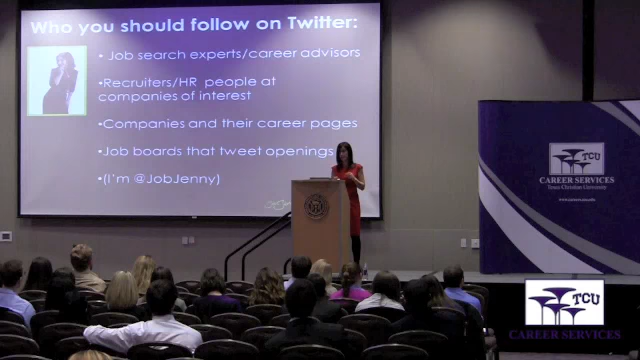 Who you should follow on Twitter:
• Job search experts/career advisors
•Recruiters/HR people at
companies of interest
•Companies and their career pages
•Job boards that tweet openings
•(I'm @JobJenny)
TCU
CAREER SERVICES
Texas Christian University
TCU
CAREER SERVICES